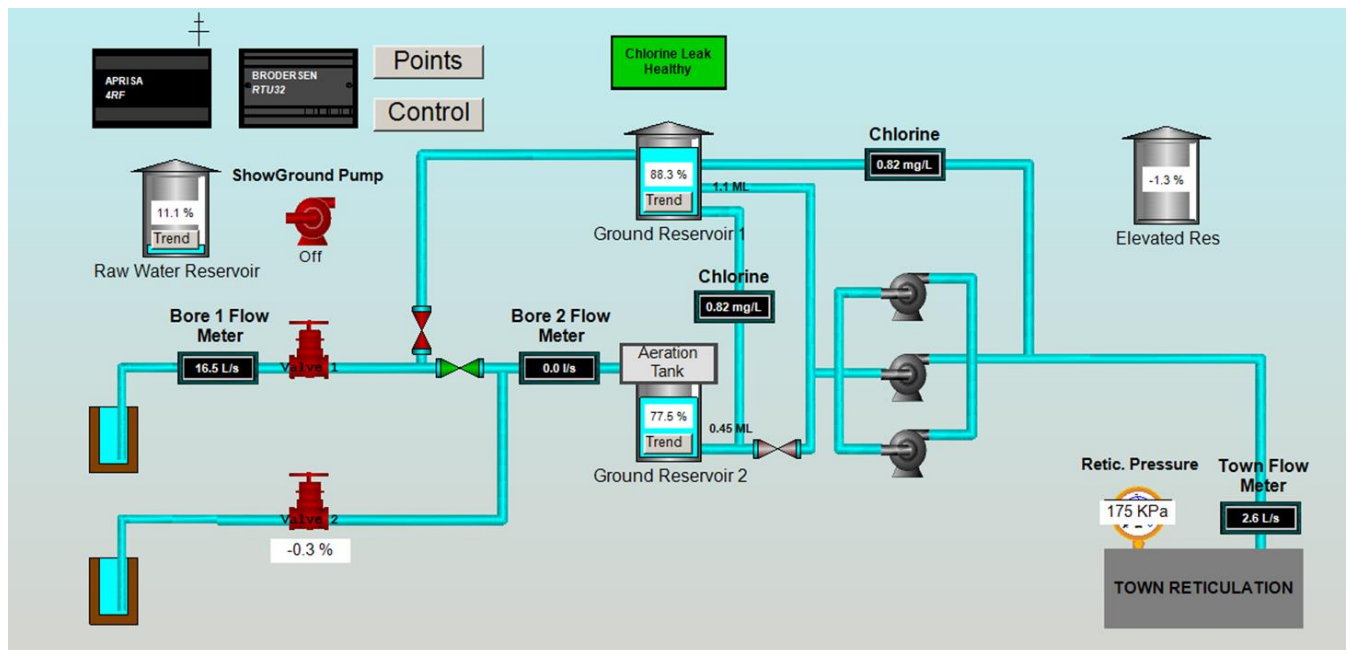 APRISA
4RF
BRODERSEN
RTU32
Points
Control
Chlorine Leak
Healthy
11.1 %
Trend
Raw Water Reservoir
ShowGround Pump
Off
88.3 %
Trend
1.1 ML
Ground Reservoir 1
Chlorine
0.82 mg/L
-1.3 %
Elevated Res
Chlorine
0.82 mg/L
Bore 1 Flow
Meter
16.5 L/s
Valve 1
Bore 2 Flow
Meter
0.0 l/s
Aeration
Tank
77.5 %
Trend
0.45 ML
Ground Reservoir 2
Valve 2
-0.3 %
Retic. Pressure
175 KPa
Town Flow
Meter
2.6 L/s
TOWN RETICULATION